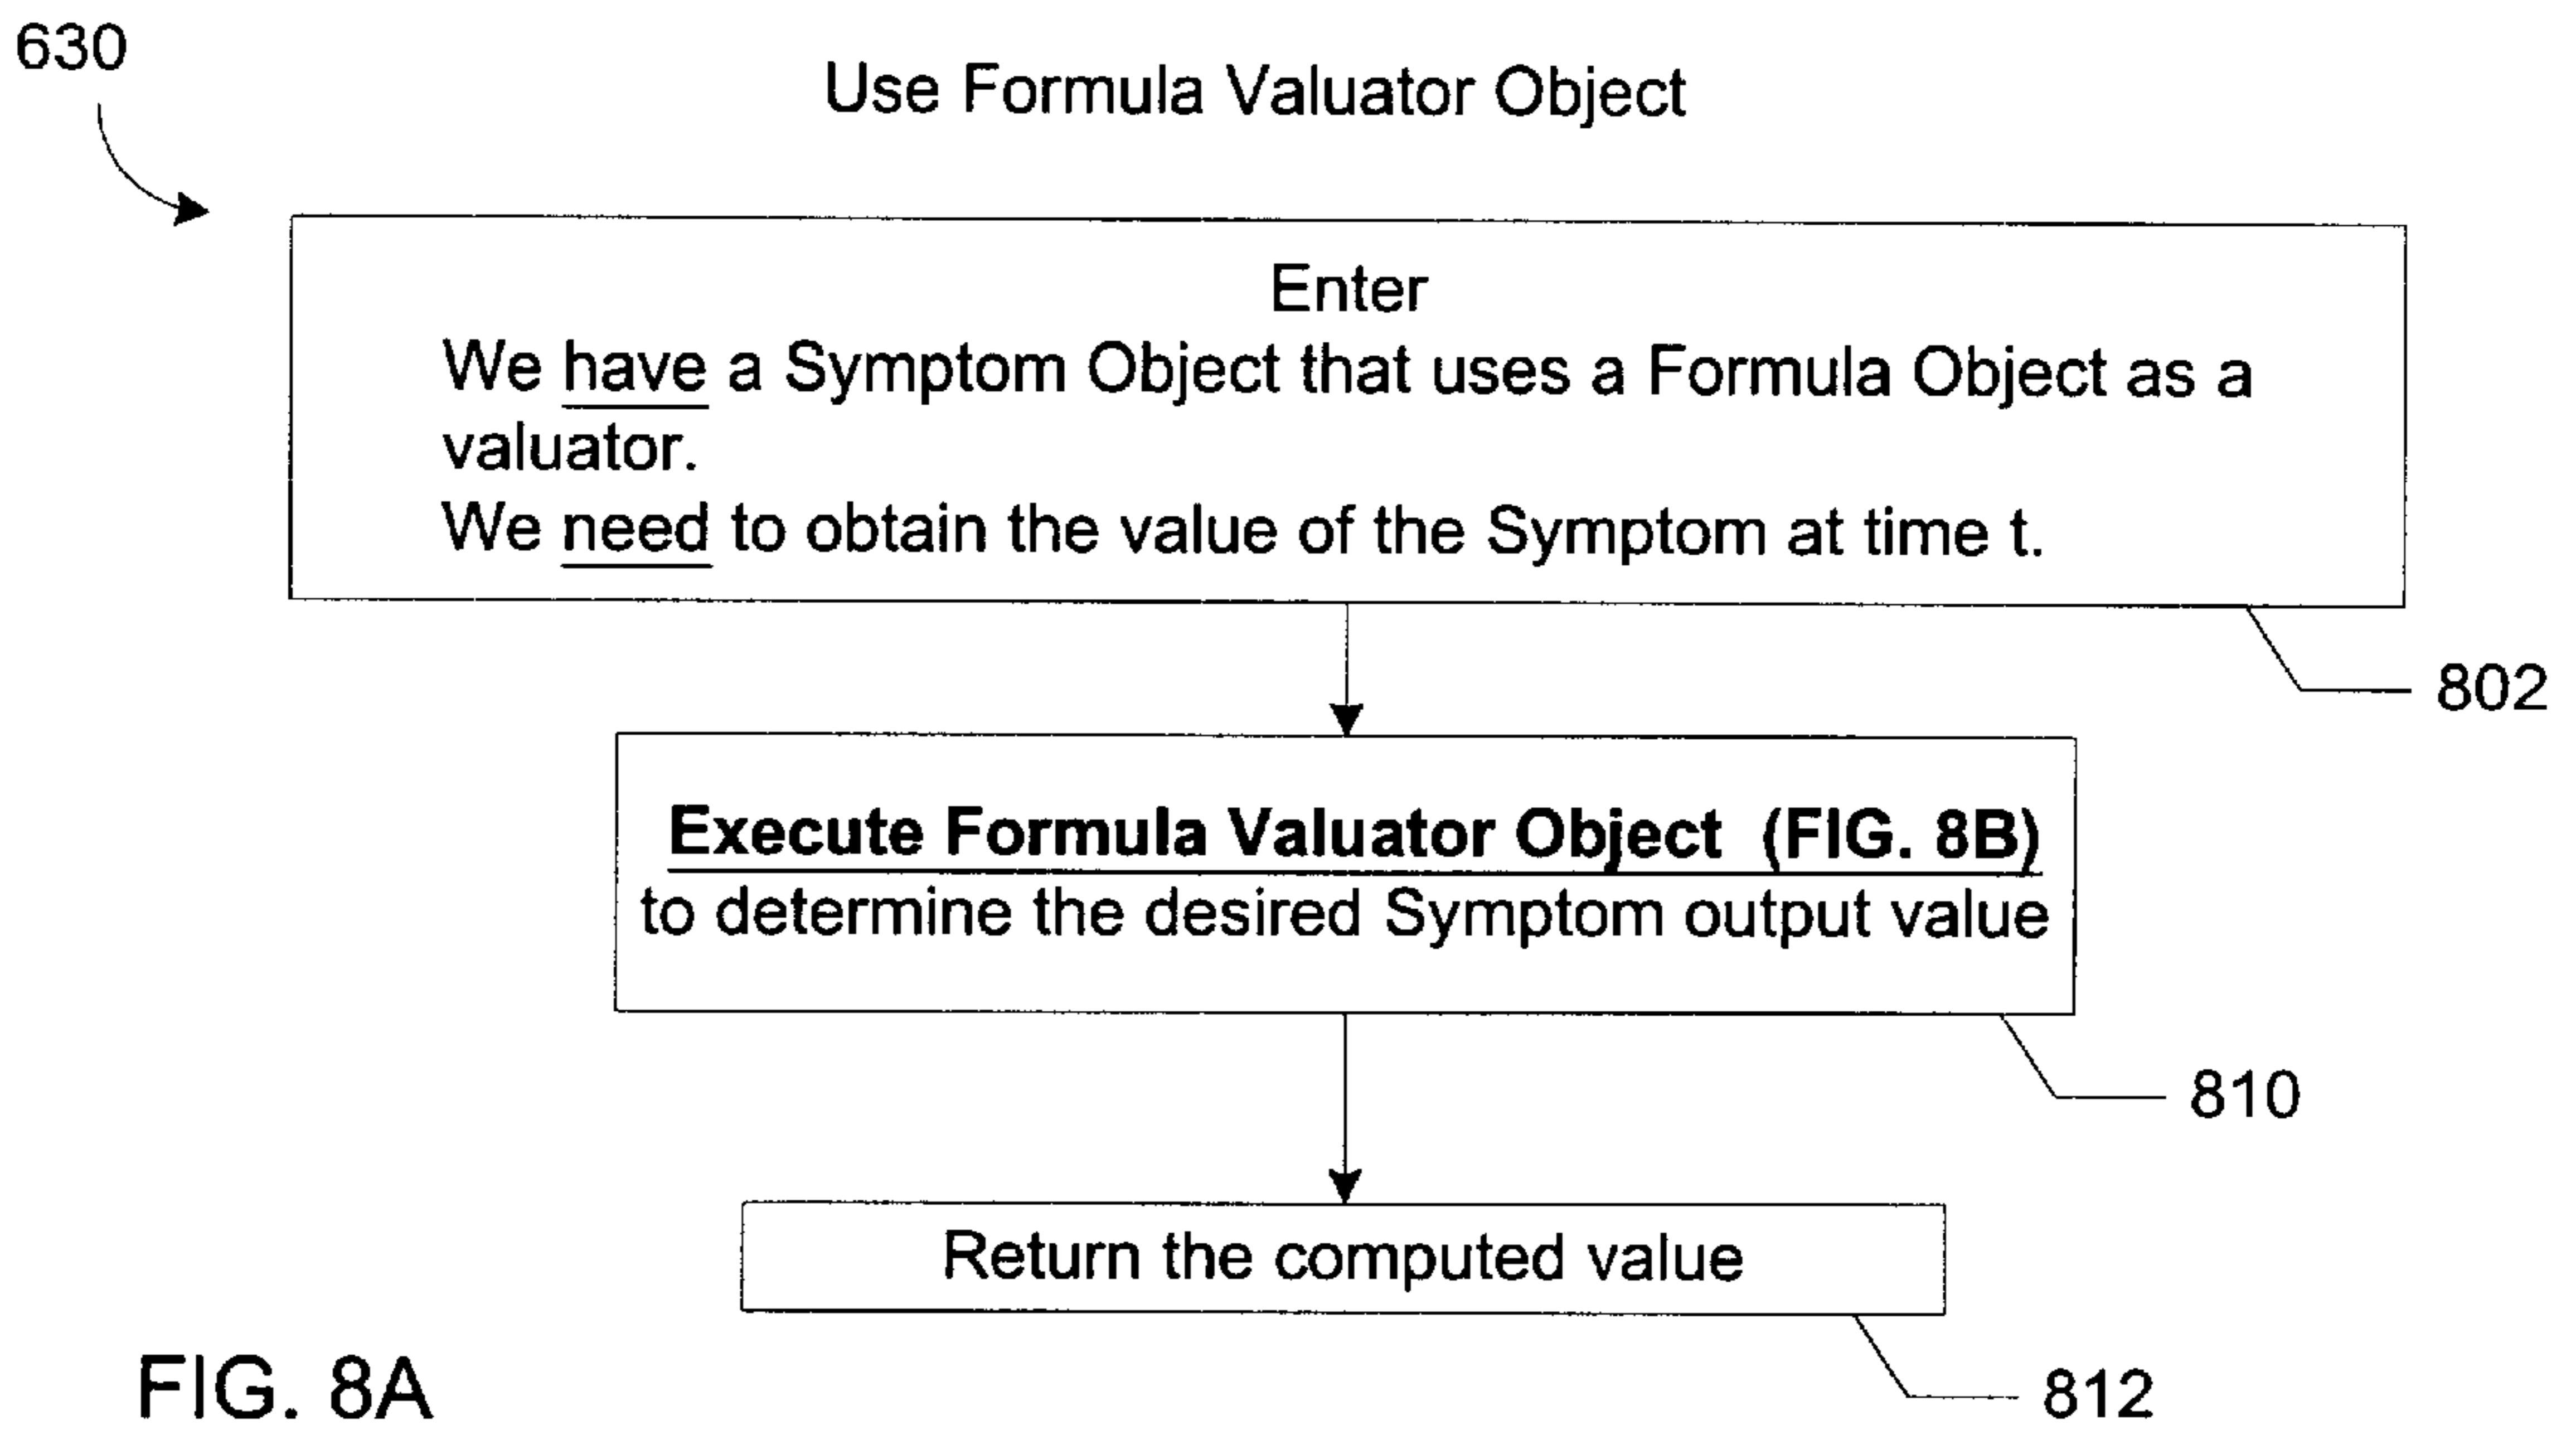 630
Use Formula Valuator Object
Enter
We have a Symptom Object that uses a Formula Object as a
valuator.
We need to obtain the value of the Symptom at time t.
802
Execute Formula Valuator Object (FIG. 8B)
to determine the desired Symptom output value
810
Return the computed value
812
FIG. 8A